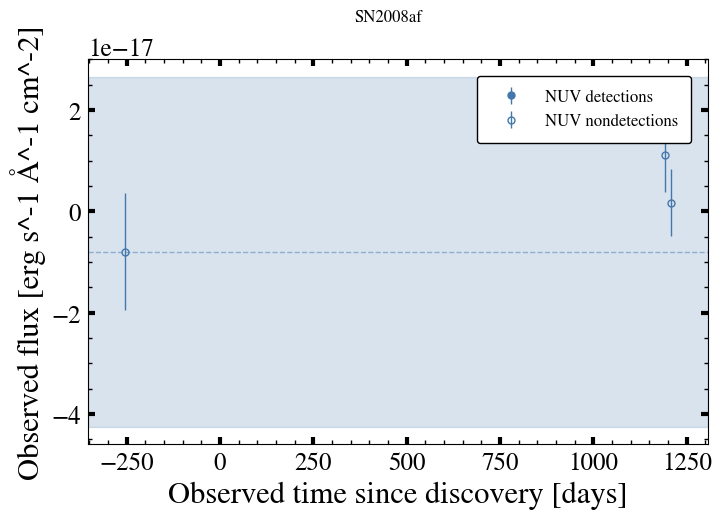 SN2008af
1e−17
NUV detections
NUV nondetections
2
0
−2
−4
Observed flux [erg s^-1 Å^-1 cm^-2]
−250 0 250 500 750 1000 1250
Observed time since discovery [days]